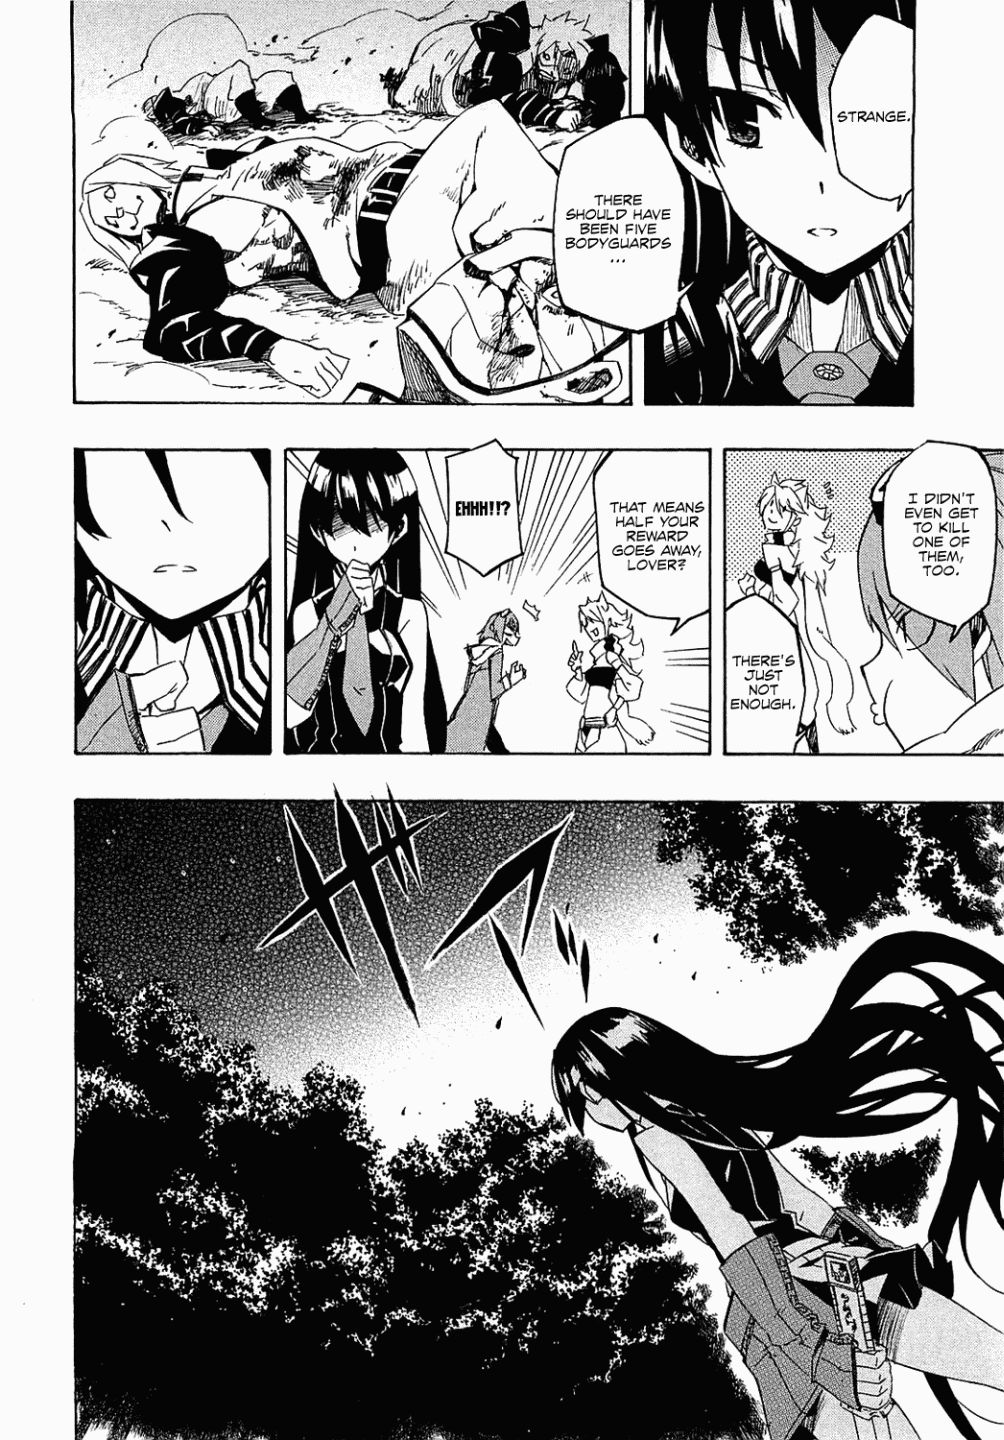 STRANGE.
THERE
SHOULD HAVE
BEEN FIVE
BODYGUARDS
...
I DIDN'T
EVEN GET
TO KILL
ONE OF
THEM,
TOO.
THERE'S
JUST
NOT
ENOUGH.
THAT MEANS
HALF YOUR
REWARD
GOES AWAY,
LOVER?
EHHH!!?